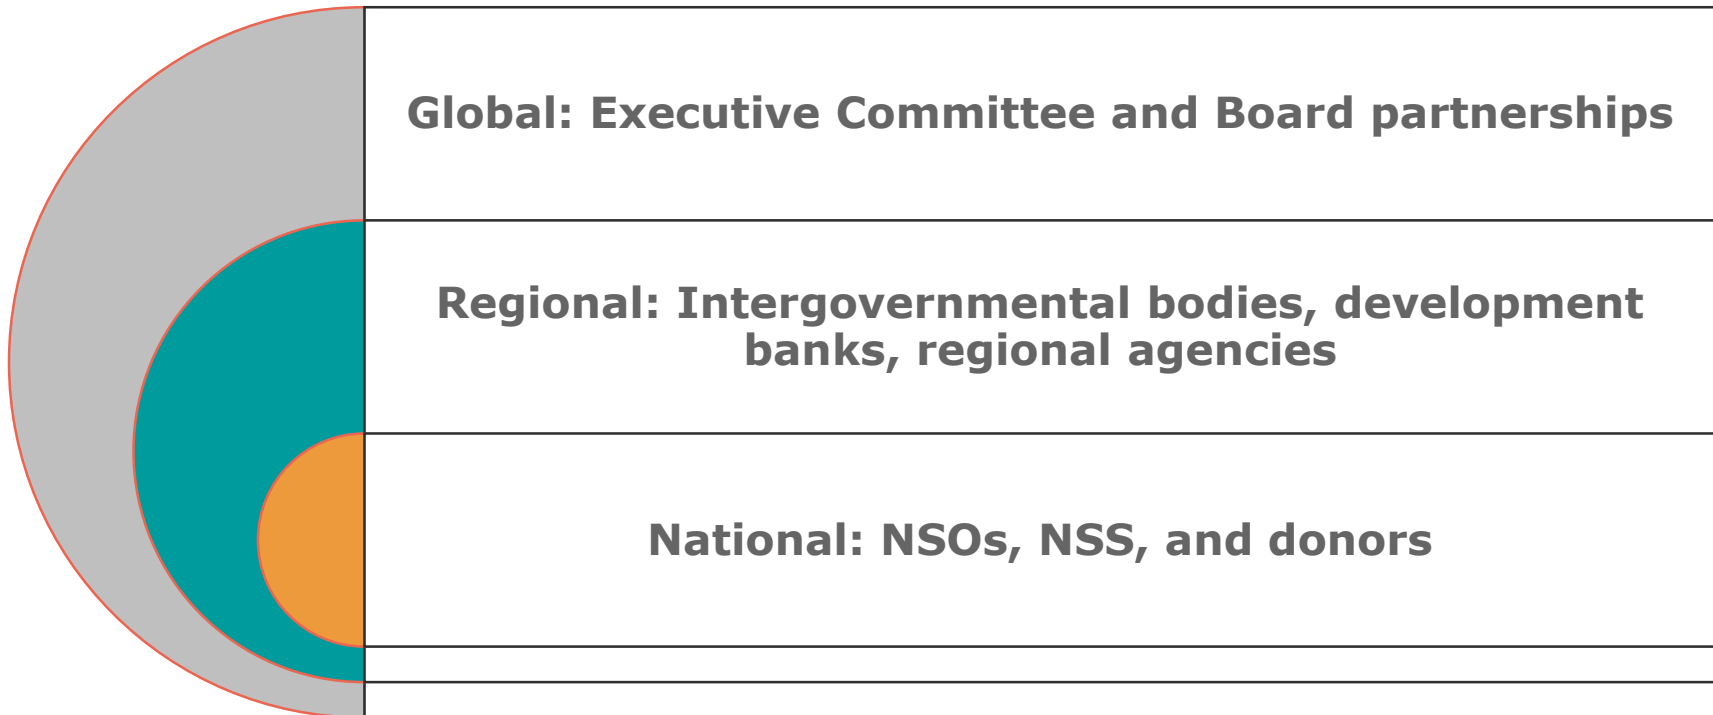 Global: Executive Committee and Board partnerships
Regional: Intergovernmental bodies, development
banks, regional agencies
National: NSOs, NSS, and donors